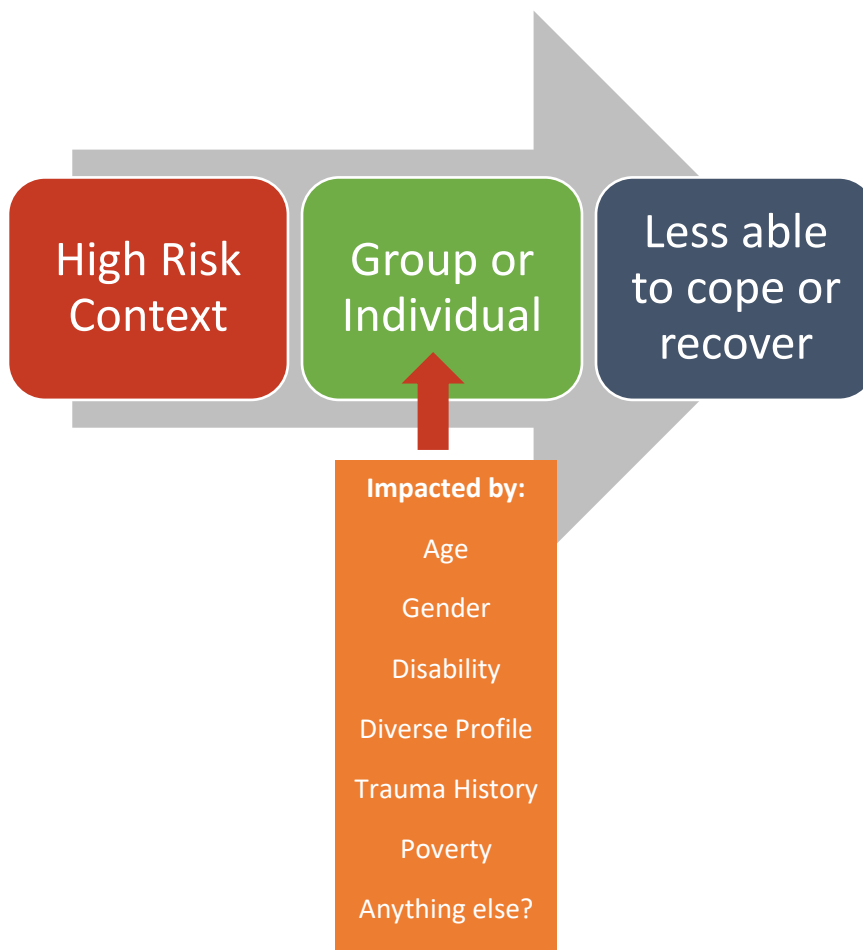 High Risk
Context
Group or
Individual
Less able
to cope or
recover
Impacted by:
Age
Gender
Disability
Diverse Profile
Trauma History
Poverty
Anything else?